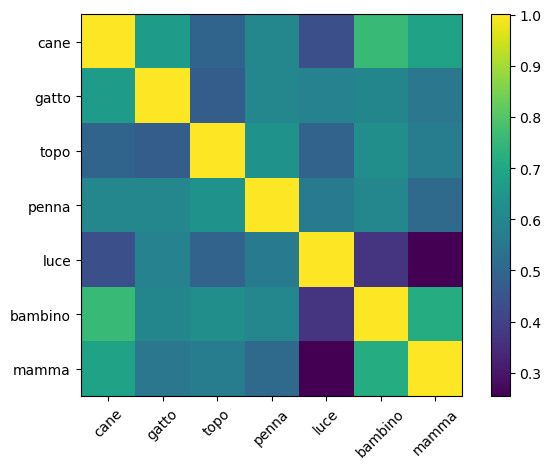 cane
gatto
topo
penna
luce
bambino
mamma
cane gatto topo penna luce bambino mamma
1.0
0.9
0.8
0.7
0.6
0.5
0.4
0.3